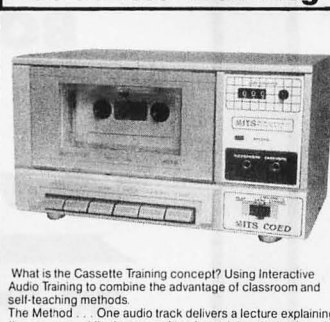 MITS COED
What is the Cassette Training concept? Using Interactive
Audio Training to combine the advantage of classroom and
self-teaching methods.
The Method . . . One audio track delivers a lecture explaining